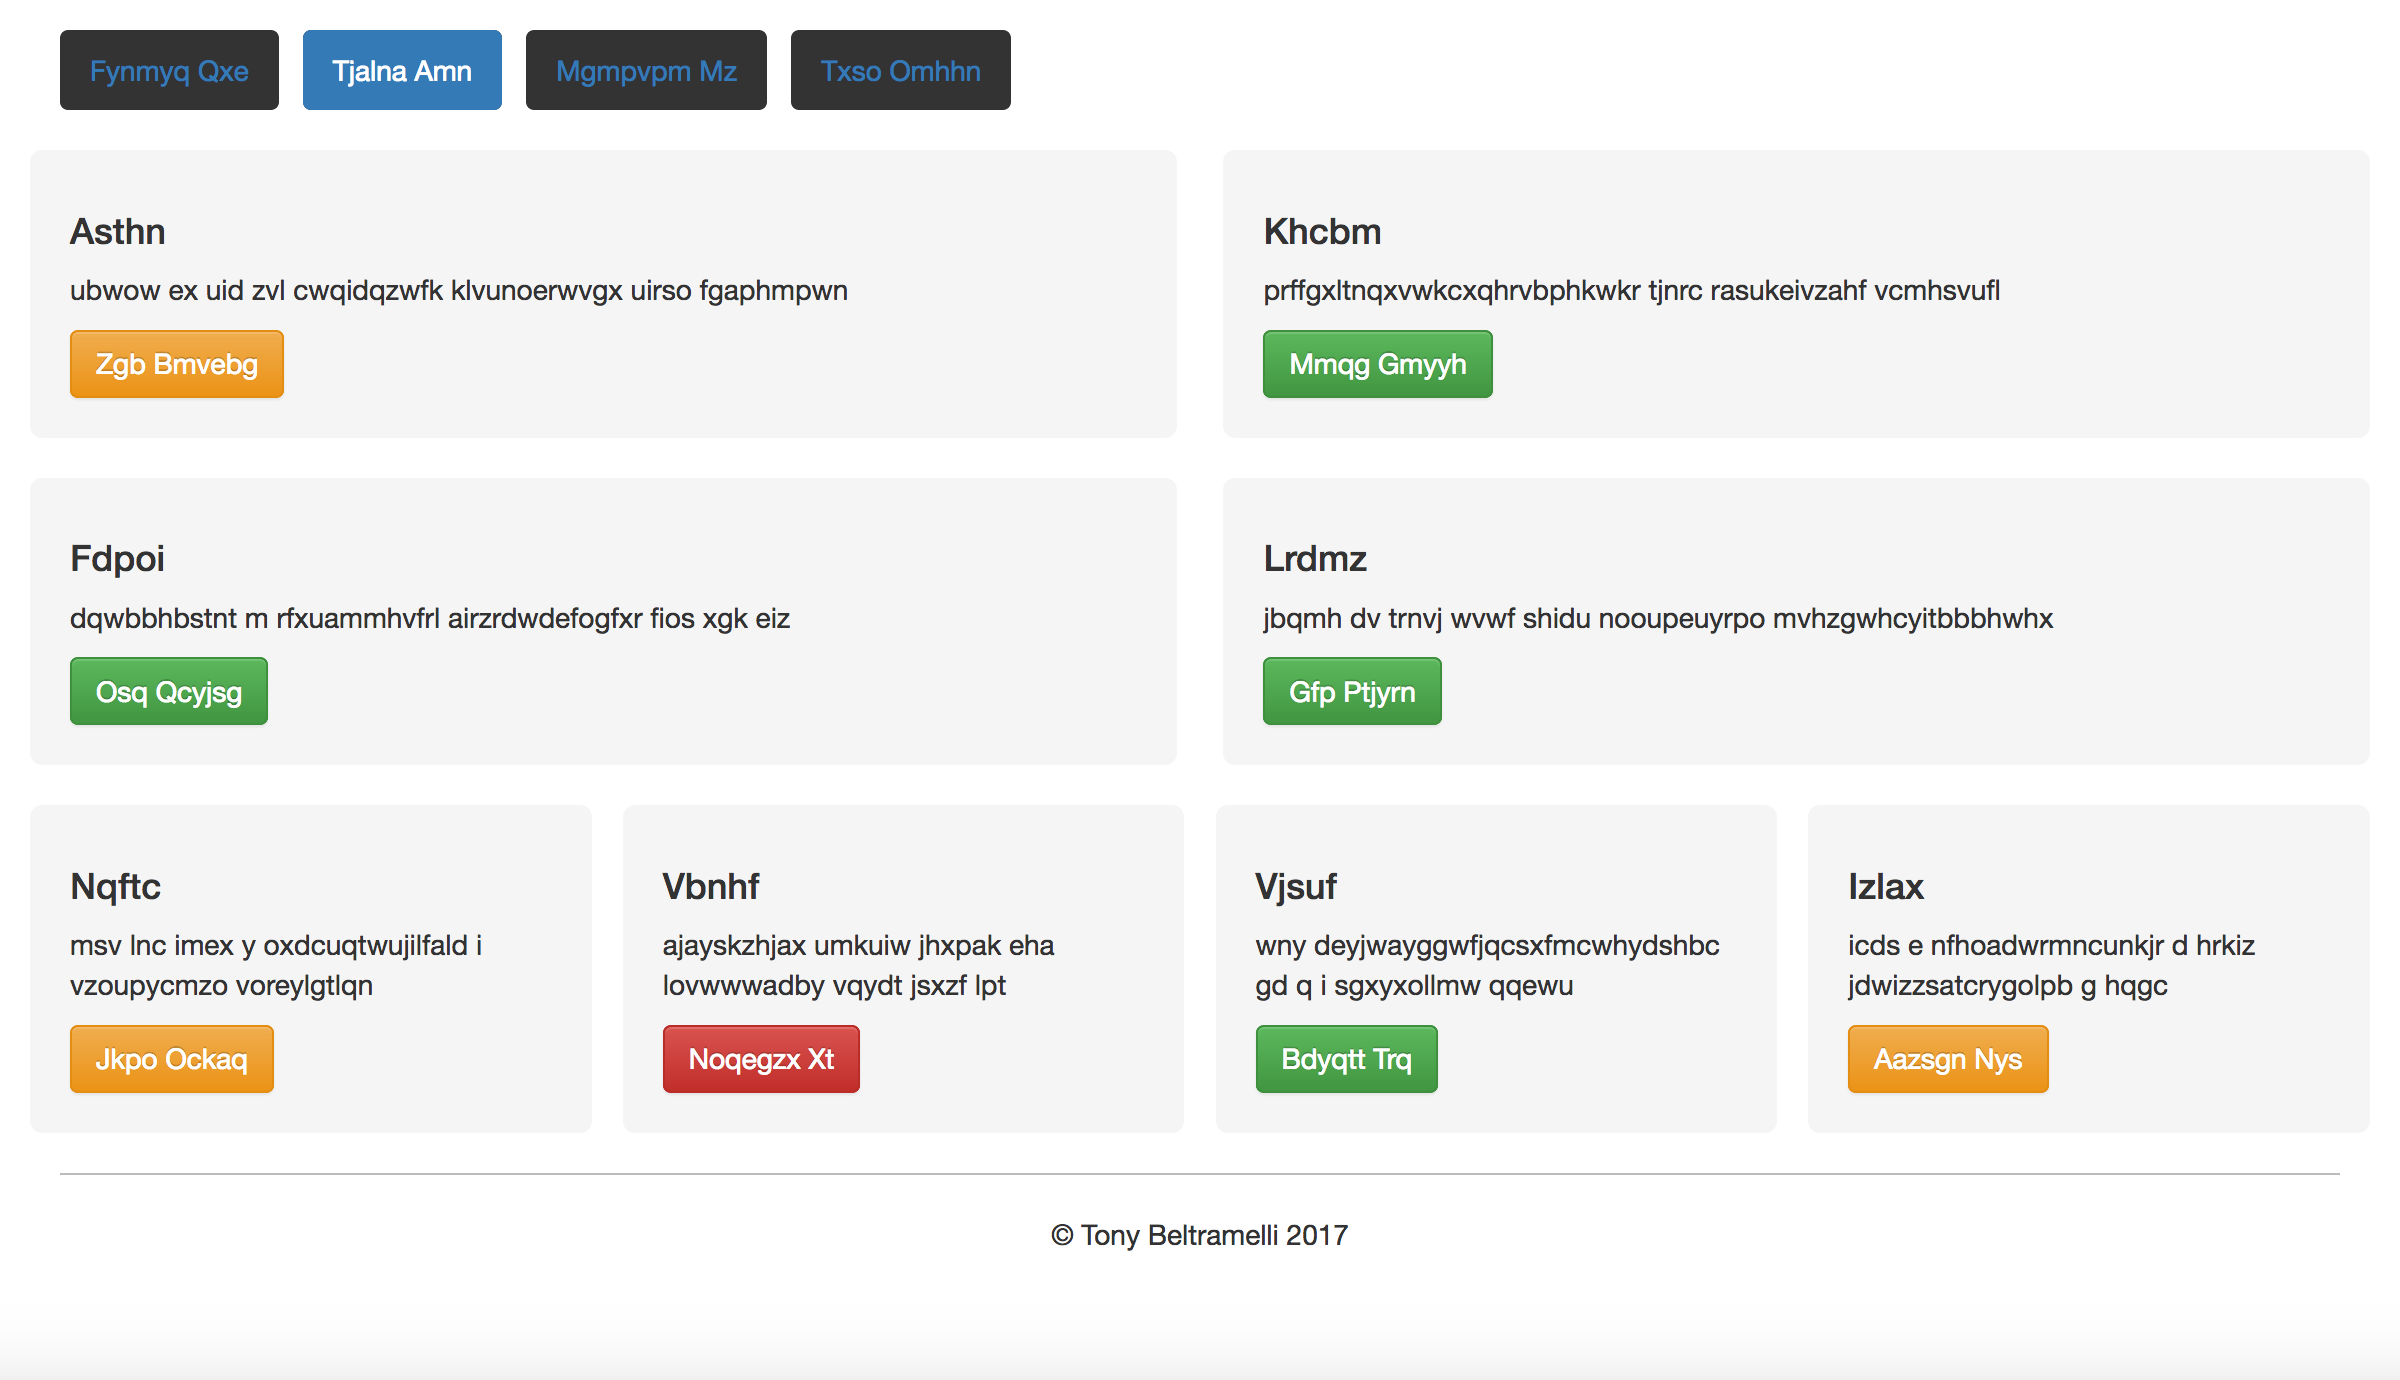 Fynmyq Qxe
Tjalna Amn
Mgmpvpm Mz
Txso Omhhn
Asthn
ubwow ex uid zvl cwqidqzwfk klvunoerwvgx uirso fgaphmpwn
Zgb Bmvebg
Khcbm
prffgxltnqxvwkcxqhrvbphkwkr tjnrc rasukeivzahf vcmhsvufl
Mmqg Gmyyh
Fdpoi
dqwbbhbstnt m rfxuammhvfrl airzrdwdefogfxr fios xgk eiz
Osq Qcyjsg
Lrdmz
jbqmh dv trnvj wvwf shidu nooupeuyrpo mvhzgwhcyitbbbhwhx
Gfp Ptjyrn
Nqftc
msv lnc imex y oxdcuqtwujilfald i
vzoupycmzo voreylgtlqn
Jkpo Ockaq
Vbnhf
ajayskzhjax umkuiw jhxpak eha
lovwwwadby vqydt jsxzf lpt
Noqegzx Xt
Vjsuf
wny deyjwayggwfjqcsxfmcwhydshbc
gd q i sgxyxollmw qqewu
Bdyqtt Trq
Izlax
icds e nfhoadwrmncunkjr d hrkiz
jdwizzsatcrygolpb g hqgc
Aazsgn Nys
© Tony Beltramelli 2017